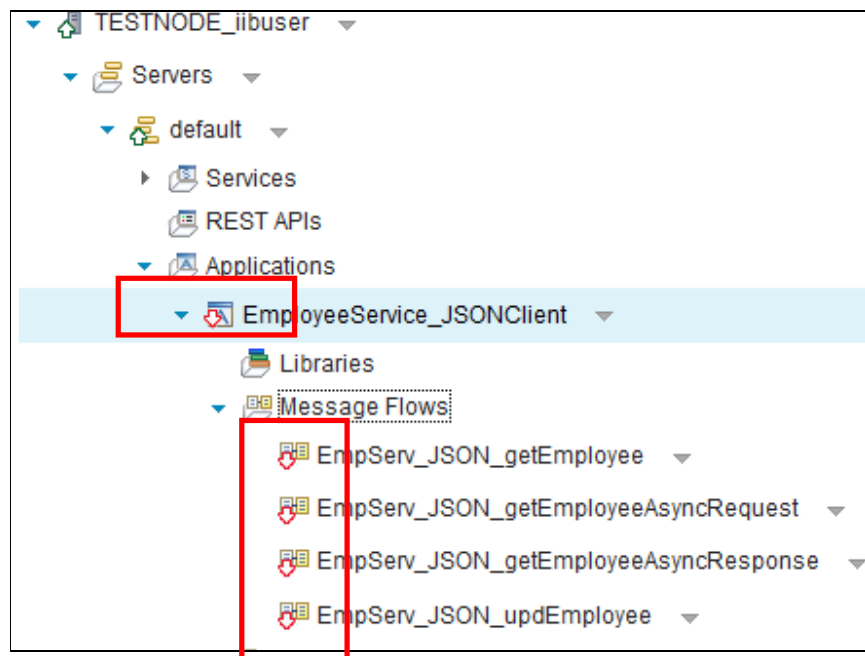 TESTNODE_iibuser
Servers
default
Services
REST APIs
Applications
EmployeeService_JSONClient
Libraries
Message Flows
EmpServ_JSON_getEmployee
EmpServ_JSON_getEmployeeAsyncRequest
EmpServ_JSON_getEmployeeAsyncResponse
EmpServ_JSON_updEmployee